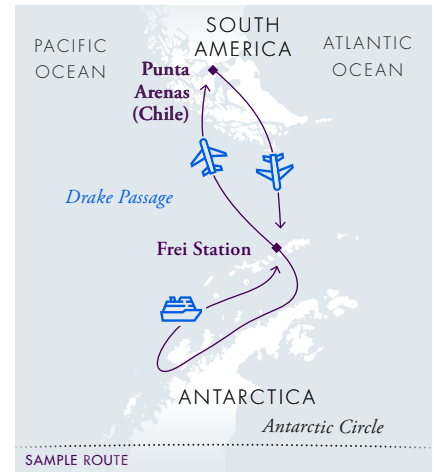 SOUTH
AMERICA
PACIFIC
OCEAN
ATLANTIC
OCEAN
Punta
Arenas
(Chile)
Drake Passage
Frei Station
ANTARCTICA
Antarctic Circle
SAMPLE ROUTE